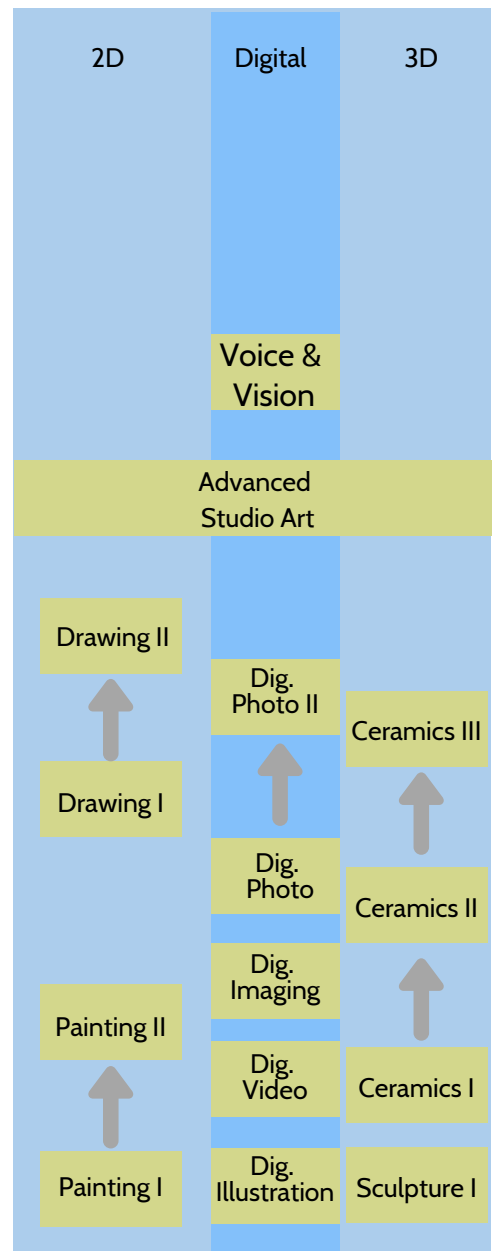 2D
Digital
3D
Voice &
Vision
Advanced
Studio Art
Drawing II
Dig.
Photo II
Ceramics III
Drawing I
Dig.
Photo
Ceramics II
Dig.
Imaging
Painting II
Dig.
Video
Ceramics I
Painting I
Dig.
Illustration
Sculpture I